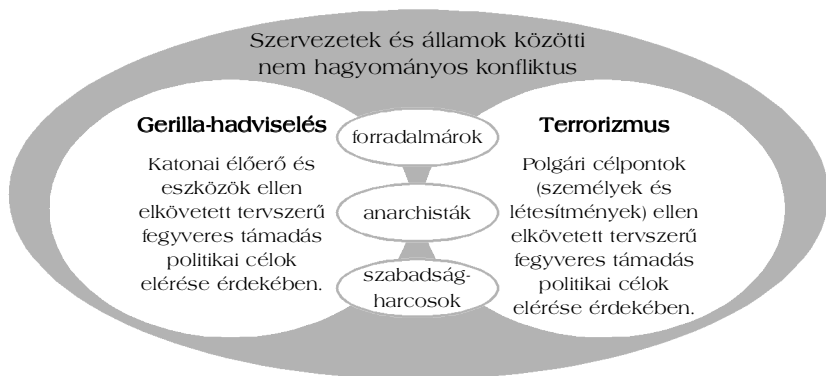 Szervezetek és államok közötti
nem hagyományos konfliktus
Gerilla-hadviselés
Katonai élőerő és
eszközök ellen
elkövetett tervszerű
fegyveres támadás
politikai célok
elérése érdekében.
forradalmárok
anarchisták
szabadság-
harcosok
Terrorizmus
Polgári célpontok
(személyek és
létesítmények) ellen
elkövetett tervszerű
fegyveres támadás
politikai célok
elérése érdekében.